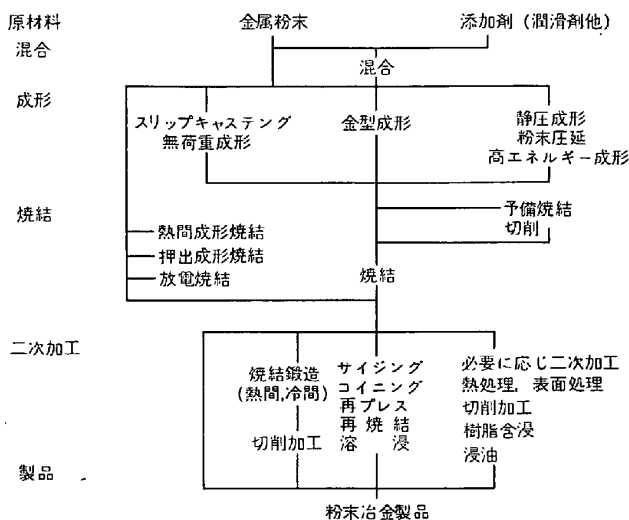 原材料
金属粉末
添加剤（潤滑剤他）
混合
混合
成形
スリップキャステング
無荷重成形
金型成形
静圧成形
粉末圧延
高エネルギー成形
焼結
予備焼結
切削
熱間成形焼結
押出成形焼結
放電焼結
焼結
二次加工
焼結鍛造
(熱間,冷間)
切削加工
サイジング
コイニング
再プレス
再焼結
溶浸
必要に応じ二次加工
熱処理，表面処理
切削加工
樹脂含浸
浸油
製品
粉末冶金製品